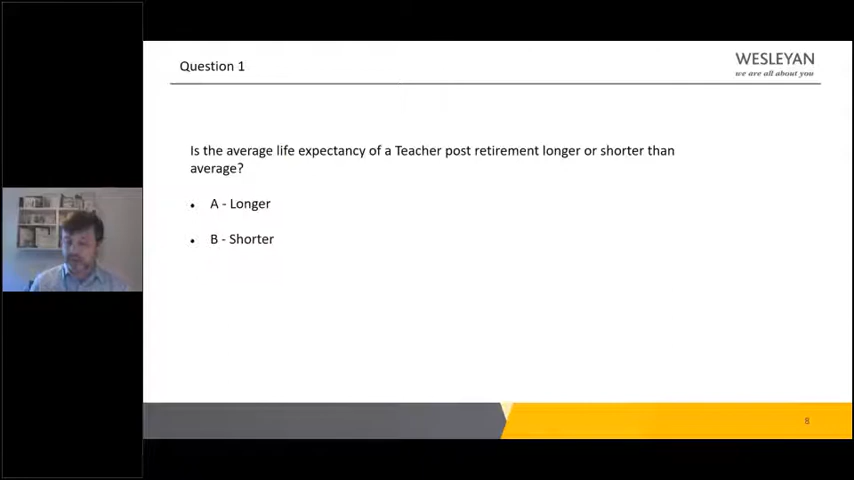 Question 1
WESLEYAN
we are all about you
Is the average life expectancy of a Teacher post retirement longer or shorter than
average?
• A - Longer
• B - Shorter
8